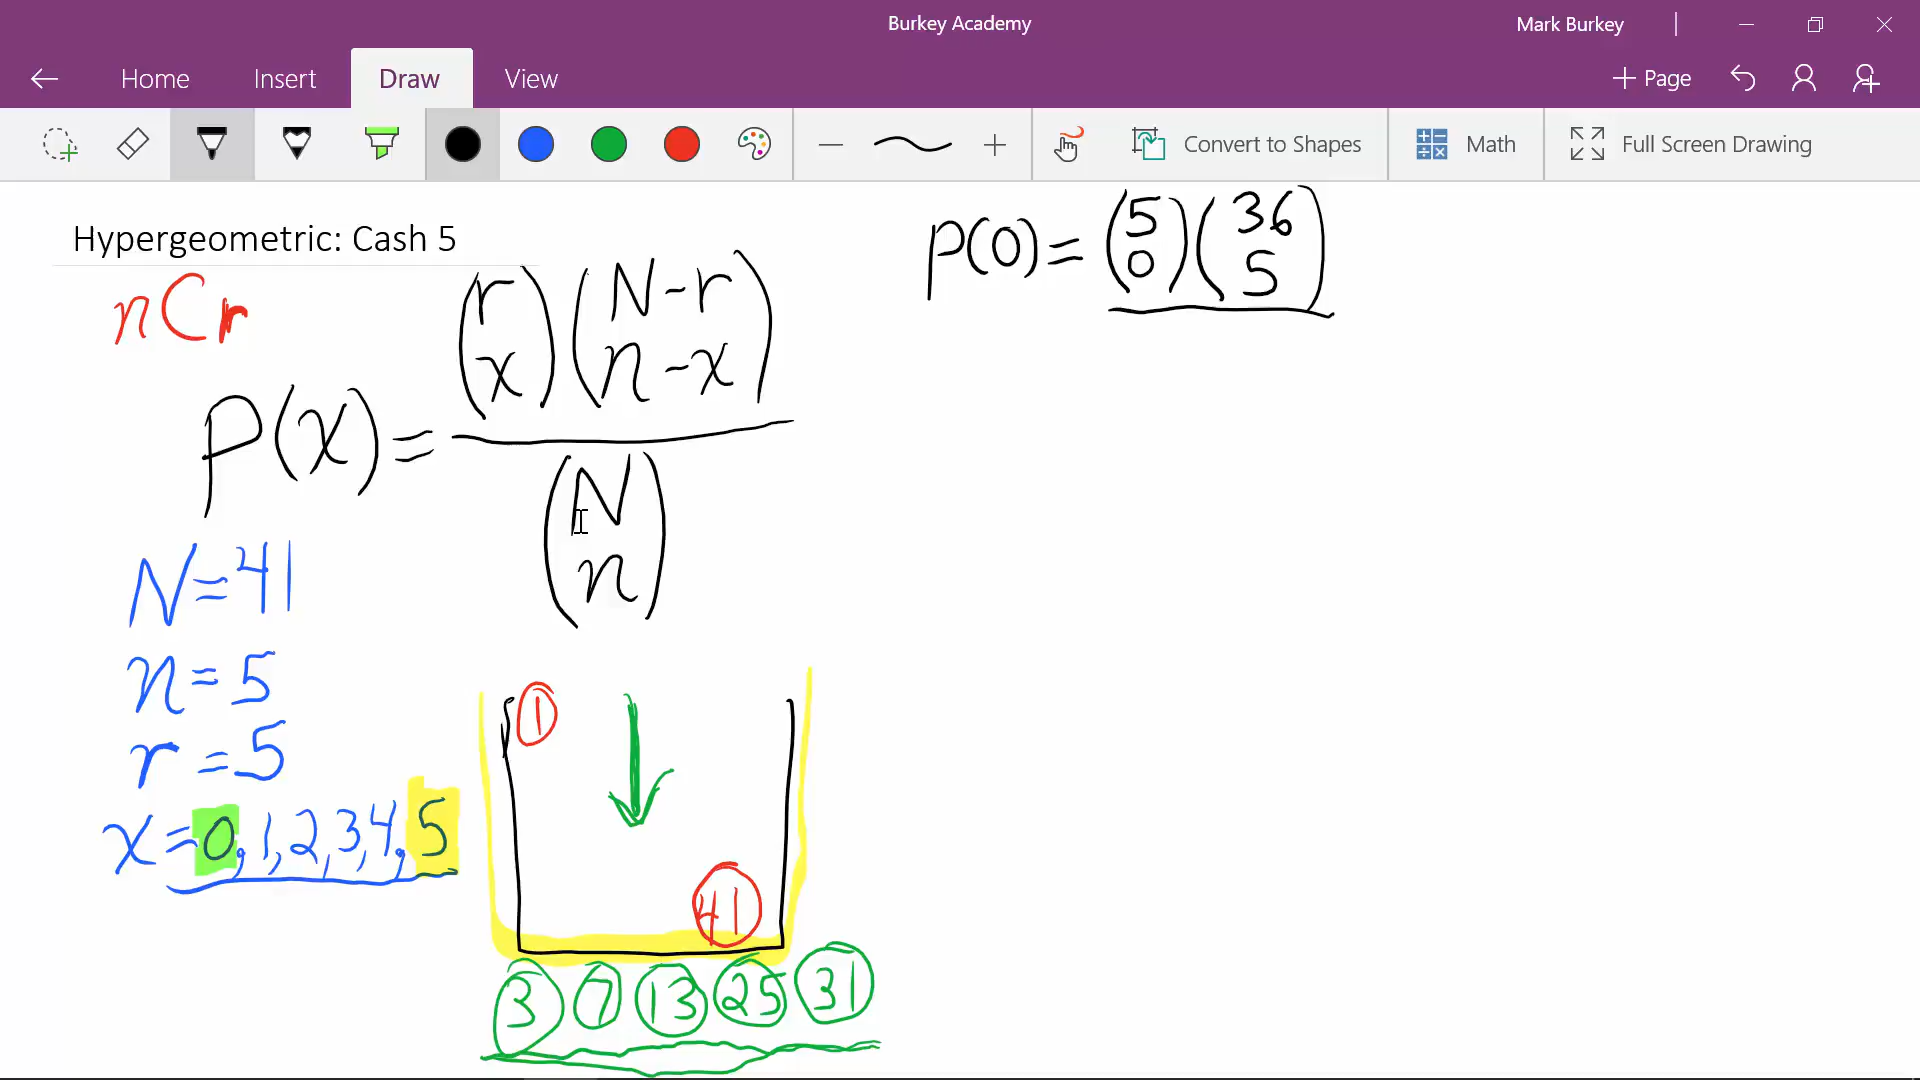 Burkey Academy
Mark Burkey
Home Insert Draw View
Page
Convert to Shapes
Math
Full Screen Drawing
Hypergeometric: Cash 5
nCr
P(x) = (r x)(N-r n-x)
(N n)
N=41
n=5
r=5
x=0,1,2,3,4,5
1
41
3 7 13 25 31
P(0) = (5 0)(36 5)